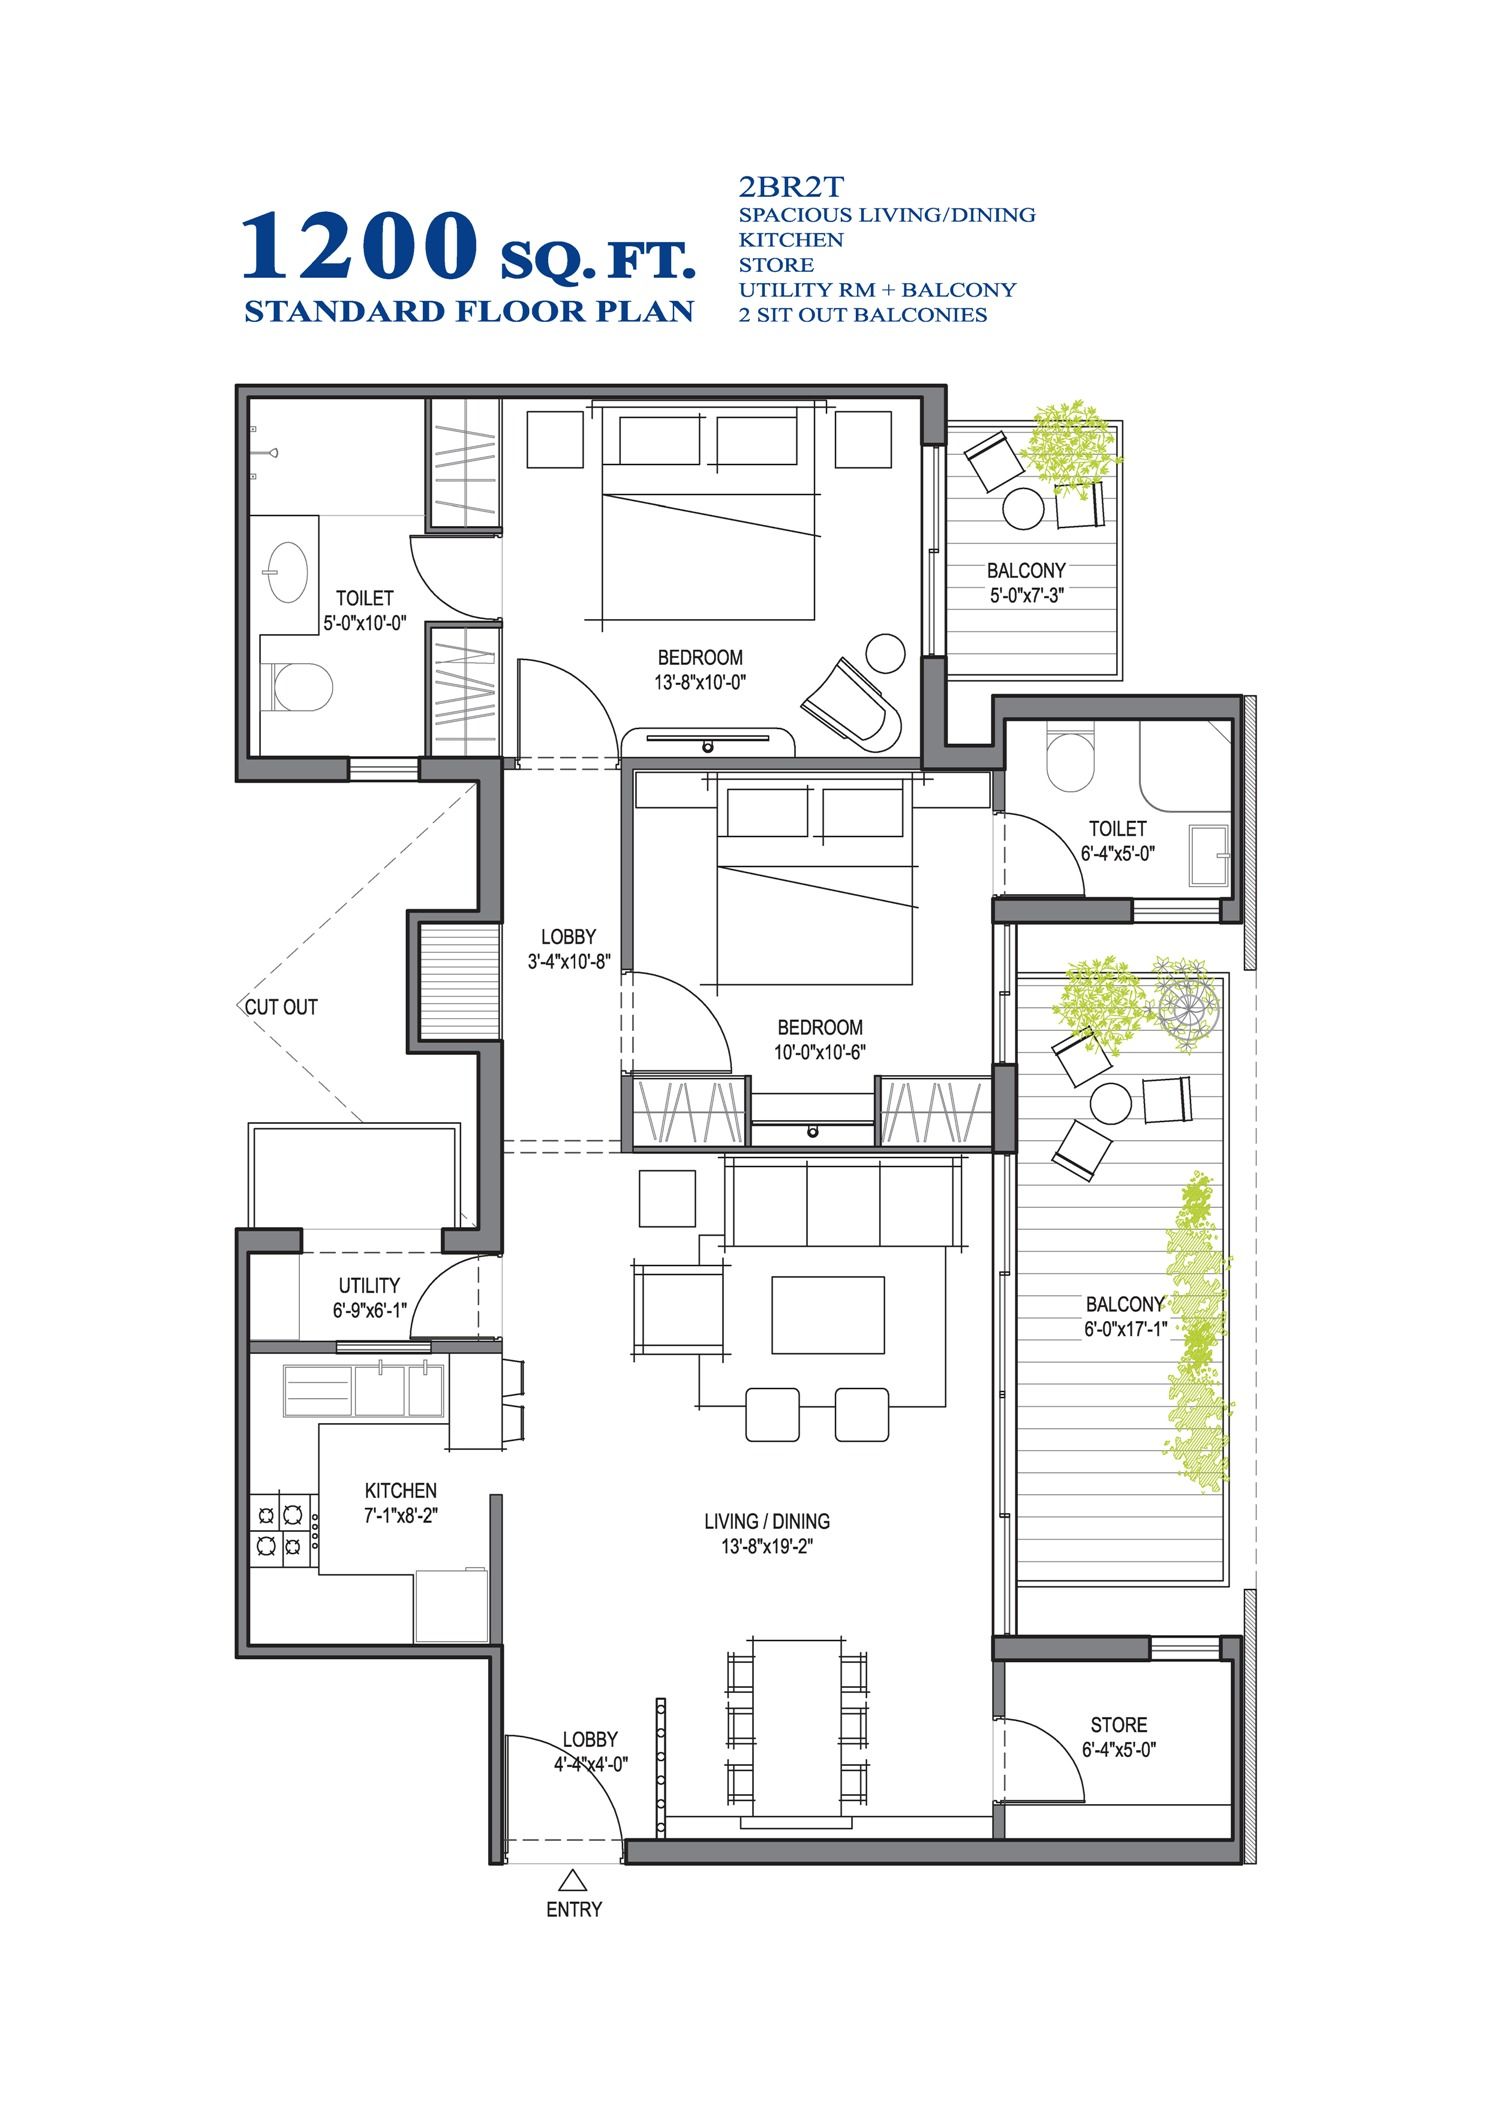 1200 SQ. FT.
STANDARD FLOOR PLAN
2BR2T
SPACIOUS LIVING/DINING
KITCHEN
STORE
UTILITY RM + BALCONY
2 SIT OUT BALCONIES
BALCONY
5'-0"x7'-3"
TOILET
5'-0"x10'-0"
BEDROOM
13'-8"x10'-0"
TOILET
6'-4"x5'-0"
LOBBY
3'-4"x10'-8"
CUT OUT
BEDROOM
10'-0"x10'-6"
UTILITY
6'-9"x6'-1"
BALCONY
6'-0"x17'-1"
KITCHEN
7'-1"x8'-2"
LIVING / DINING
13'-8"x19'-2"
STORE
6'-4"x5'-0"
LOBBY
4'-4"x4'-0"
ENTRY